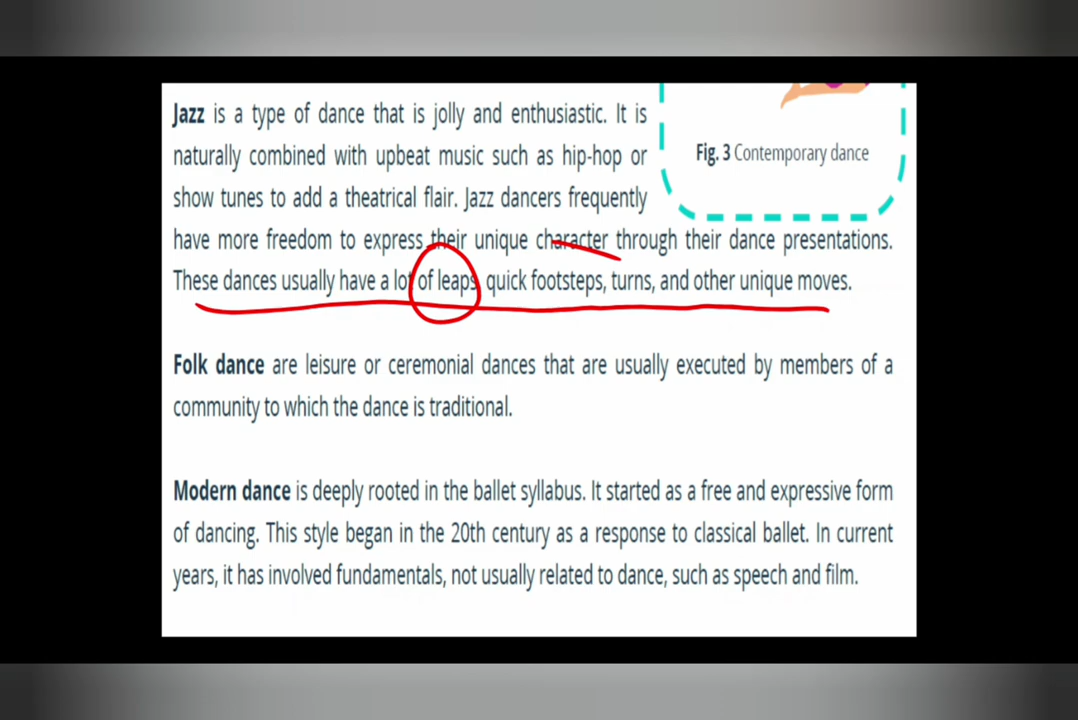 Jazz is a type of dance that is jolly and enthusiastic. It is
naturally combined with upbeat music such as hip-hop or
show tunes to add a theatrical flair. Jazz dancers frequently
Fig. 3 Contemporary dance
have more freedom to express their unique character through their dance presentations.
These dances usually have a lot of leaps, quick footsteps, turns, and other unique moves.
Folk dance are leisure or ceremonial dances that are usually executed by members of a
community to which the dance is traditional.
Modern dance is deeply rooted in the ballet syllabus. It started as a free and expressive form
of dancing. This style began in the 20th century as a response to classical ballet. In current
years, it has involved fundamentals, not usually related to dance, such as speech and film.